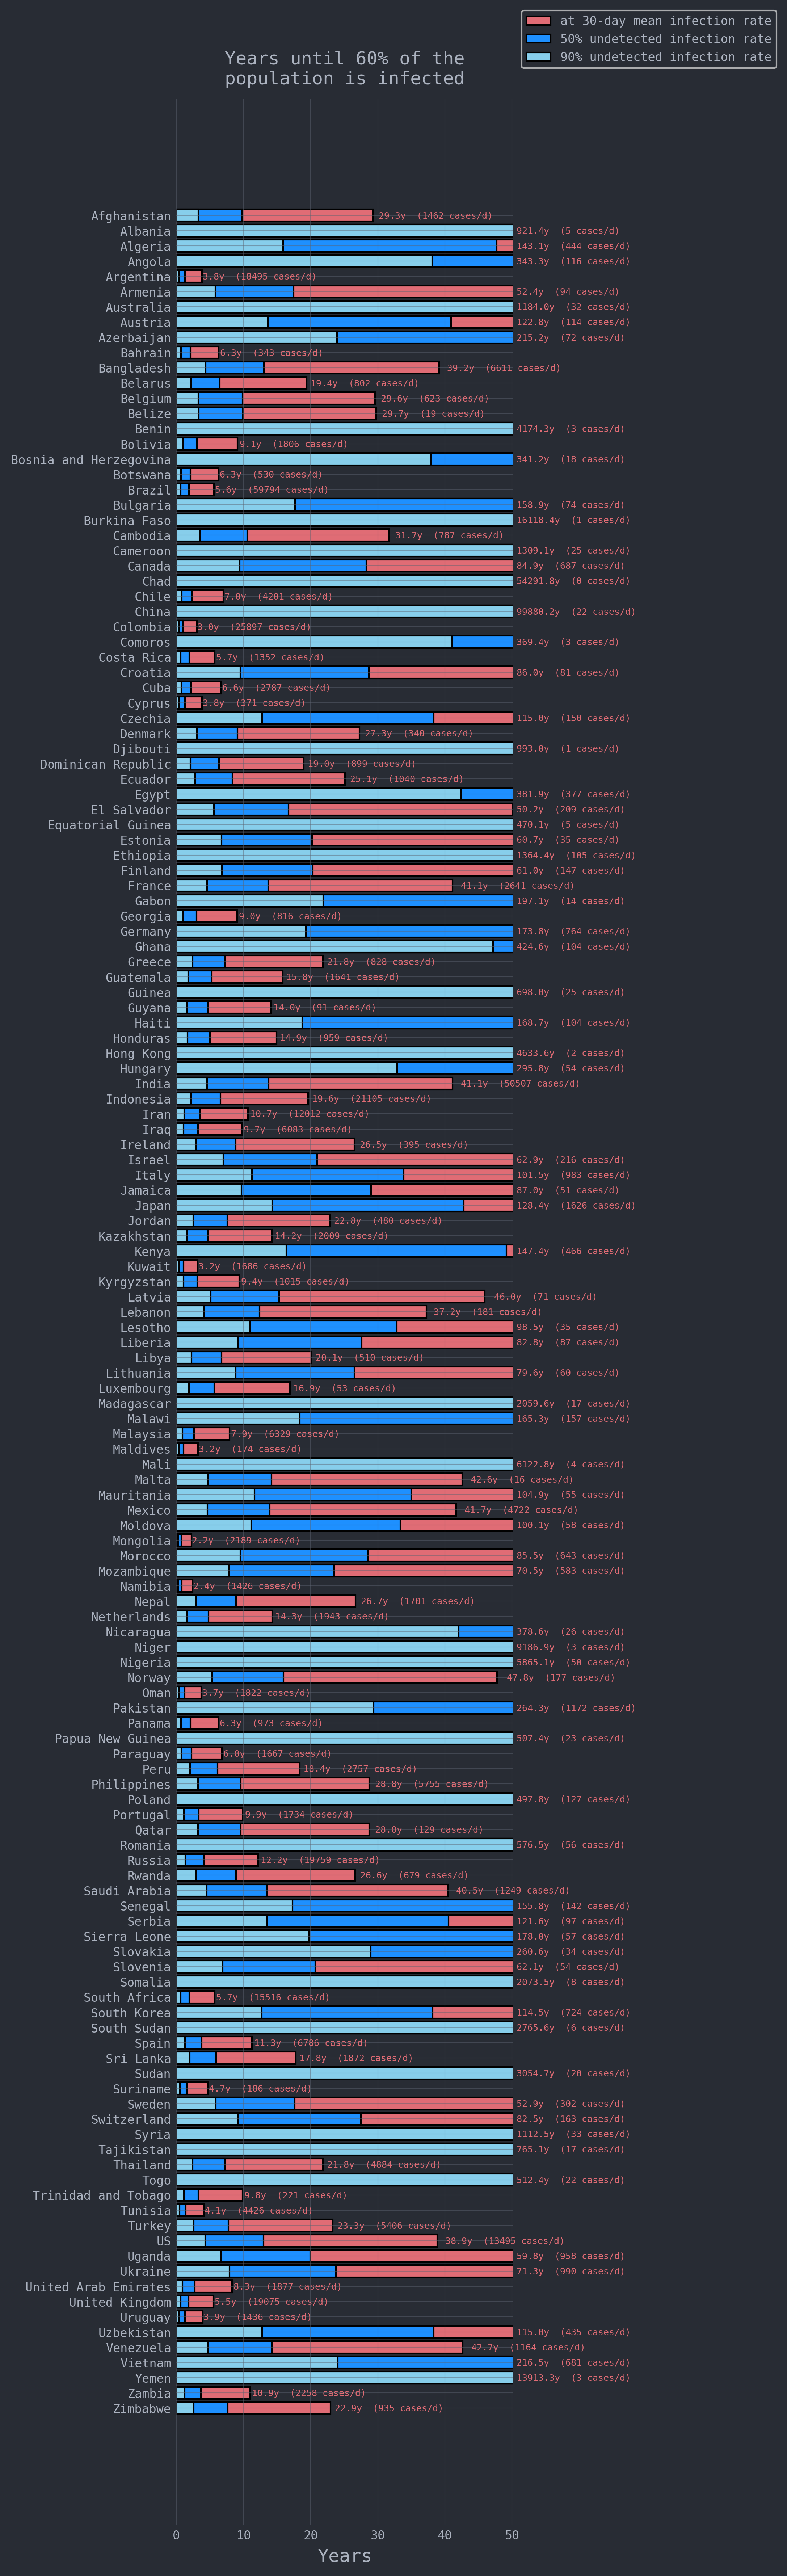 at 30-day mean infection rate
50% undetected infection rate
90% undetected infection rate
Years until 60% of the
population is infected
Afghanistan 29.3y (1462 cases/d)
Albania 921.4y (5 cases/d)
Algeria 143.1y (444 cases/d)
Angola 343.3y (116 cases/d)
Argentina 3.8y (18495 cases/d)
Armenia 52.4y (94 cases/d)
Australia 1184.0y (32 cases/d)
Austria 122.8y (114 cases/d)
Azerbaijan 215.2y (72 cases/d)
Bahrain 6.3y (343 cases/d)
Bangladesh 39.2y (6611 cases/d)
Belarus 19.4y (802 cases/d)
Belgium 29.6y (623 cases/d)
Belize 29.7y (19 cases/d)
Benin 4174.3y (3 cases/d)
Bolivia 9.1y (1806 cases/d)
Bosnia and Herzegovina 341.2y (18 cases/d)
Botswana 6.3y (530 cases/d)
Brazil 5.6y (59794 cases/d)
Bulgaria 158.9y (74 cases/d)
Burkina Faso 16118.4y (1 cases/d)
Cambodia 31.7y (787 cases/d)
Cameroon 1309.1y (25 cases/d)
Canada 84.9y (687 cases/d)
Chad 54291.8y (0 cases/d)
Chile 7.0y (4201 cases/d)
China 99880.2y (22 cases/d)
Colombia 3.0y (25897 cases/d)
Comoros 369.4y (3 cases/d)
Costa Rica 5.7y (1352 cases/d)
Croatia 86.0y (81 cases/d)
Cuba 6.6y (2787 cases/d)
Cyprus 3.8y (371 cases/d)
Czechia 115.0y (150 cases/d)
Denmark 27.3y (340 cases/d)
Djibouti 993.0y (1 cases/d)
Dominican Republic 19.0y (899 cases/d)
Ecuador 25.1y (1040 cases/d)
Egypt 381.9y (377 cases/d)
El Salvador 50.2y (209 cases/d)
Equatorial Guinea 470.1y (5 cases/d)
Estonia 60.7y (35 cases/d)
Ethiopia 1364.4y (105 cases/d)
Finland 61.0y (147 cases/d)
France 41.1y (2641 cases/d)
Gabon 197.1y (14 cases/d)
Georgia 9.0y (816 cases/d)
Germany 173.8y (764 cases/d)
Ghana 424.6y (104 cases/d)
Greece 21.8y (828 cases/d)
Guatemala 15.8y (1641 cases/d)
Guinea 698.0y (25 cases/d)
Guyana 14.0y (91 cases/d)
Haiti 168.7y (104 cases/d)
Honduras 14.9y (959 cases/d)
Hong Kong 4633.6y (2 cases/d)
Hungary 295.8y (54 cases/d)
India 41.1y (50507 cases/d)
Indonesia 19.6y (21105 cases/d)
Iran 10.7y (12012 cases/d)
Iraq 9.7y (6083 cases/d)
Ireland 26.5y (395 cases/d)
Israel 62.9y (216 cases/d)
Italy 101.5y (983 cases/d)
Jamaica 87.0y (51 cases/d)
Japan 128.4y (1626 cases/d)
Jordan 22.8y (480 cases/d)
Kazakhstan 14.2y (2009 cases/d)
Kenya 147.4y (466 cases/d)
Kuwait 3.2y (1686 cases/d)
Kyrgyzstan 9.4y (1015 cases/d)
Latvia 46.0y (71 cases/d)
Lebanon 37.2y (181 cases/d)
Lesotho 98.5y (35 cases/d)
Liberia 82.8y (87 cases/d)
Libya 20.1y (510 cases/d)
Lithuania 79.6y (60 cases/d)
Luxembourg 16.9y (53 cases/d)
Madagascar 2059.6y (17 cases/d)
Malawi 165.3y (157 cases/d)
Malaysia 7.9y (6329 cases/d)
Maldives 3.2y (174 cases/d)
Mali 6122.8y (4 cases/d)
Malta 42.6y (16 cases/d)
Mauritania 104.9y (55 cases/d)
Mexico 41.7y (4722 cases/d)
Moldova 100.1y (58 cases/d)
Mongolia 2.2y (2189 cases/d)
Morocco 85.5y (643 cases/d)
Mozambique 70.5y (583 cases/d)
Namibia 2.4y (1426 cases/d)
Nepal 26.7y (1701 cases/d)
Netherlands 14.3y (1943 cases/d)
Nicaragua 378.6y (26 cases/d)
Niger 9186.9y (3 cases/d)
Nigeria 5865.1y (50 cases/d)
Norway 47.8y (177 cases/d)
Oman 3.7y (1822 cases/d)
Pakistan 264.3y (1172 cases/d)
Panama 6.3y (973 cases/d)
Papua New Guinea 507.4y (23 cases/d)
Paraguay 6.8y (1667 cases/d)
Peru 18.4y (2757 cases/d)
Philippines 28.8y (5755 cases/d)
Poland 497.8y (127 cases/d)
Portugal 9.9y (1734 cases/d)
Qatar 28.8y (129 cases/d)
Romania 576.5y (56 cases/d)
Russia 12.2y (19759 cases/d)
Rwanda 26.6y (679 cases/d)
Saudi Arabia 40.5y (1249 cases/d)
Senegal 155.8y (142 cases/d)
Serbia 121.6y (97 cases/d)
Sierra Leone 178.0y (57 cases/d)
Slovakia 260.6y (34 cases/d)
Slovenia 62.1y (54 cases/d)
Somalia 2073.5y (8 cases/d)
South Africa 5.7y (15516 cases/d)
South Korea 114.5y (724 cases/d)
South Sudan 2765.6y (6 cases/d)
Spain 11.3y (6786 cases/d)
Sri Lanka 17.8y (1872 cases/d)
Sudan 3054.7y (20 cases/d)
Suriname 4.7y (186 cases/d)
Sweden 52.9y (302 cases/d)
Switzerland 82.5y (163 cases/d)
Syria 1112.5y (33 cases/d)
Tajikistan 765.1y (17 cases/d)
Thailand 21.8y (4884 cases/d)
Togo 512.4y (22 cases/d)
Trinidad and Tobago 9.8y (221 cases/d)
Tunisia 4.1y (4426 cases/d)
Turkey 23.3y (5406 cases/d)
US 38.9y (13495 cases/d)
Uganda 59.8y (958 cases/d)
Ukraine 71.3y (990 cases/d)
United Arab Emirates 8.3y (1877 cases/d)
United Kingdom 5.5y (19075 cases/d)
Uruguay 3.9y (1436 cases/d)
Uzbekistan 115.0y (435 cases/d)
Venezuela 42.7y (1164 cases/d)
Vietnam 216.5y (681 cases/d)
Yemen 13913.3y (3 cases/d)
Zambia 10.9y (2258 cases/d)
Zimbabwe 22.9y (935 cases/d)
0 10 20 30 40 50
Years